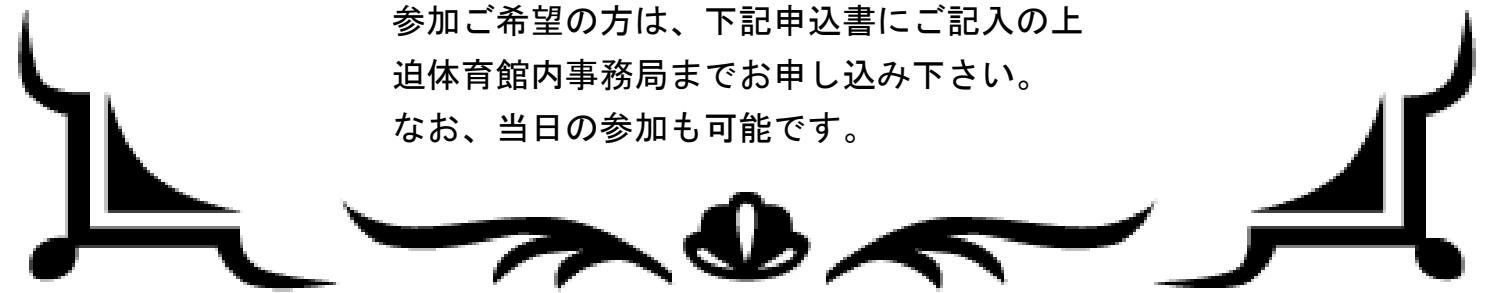 参加ご希望の方は、下記申込書にご記入の上
迫体育館内事務局までお申し込み下さい。
なお、当日の参加も可能です。